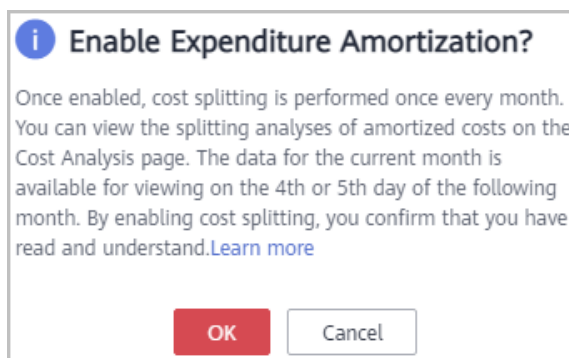 i Enable Expenditure Amortization?
Once enabled, cost splitting is performed once every month.
You can view the splitting analyses of amortized costs on the
Cost Analysis page. The data for the current month is
available for viewing on the 4th or 5th day of the following
month. By enabling cost splitting, you confirm that you have
read and understand.Learn more
OK Cancel